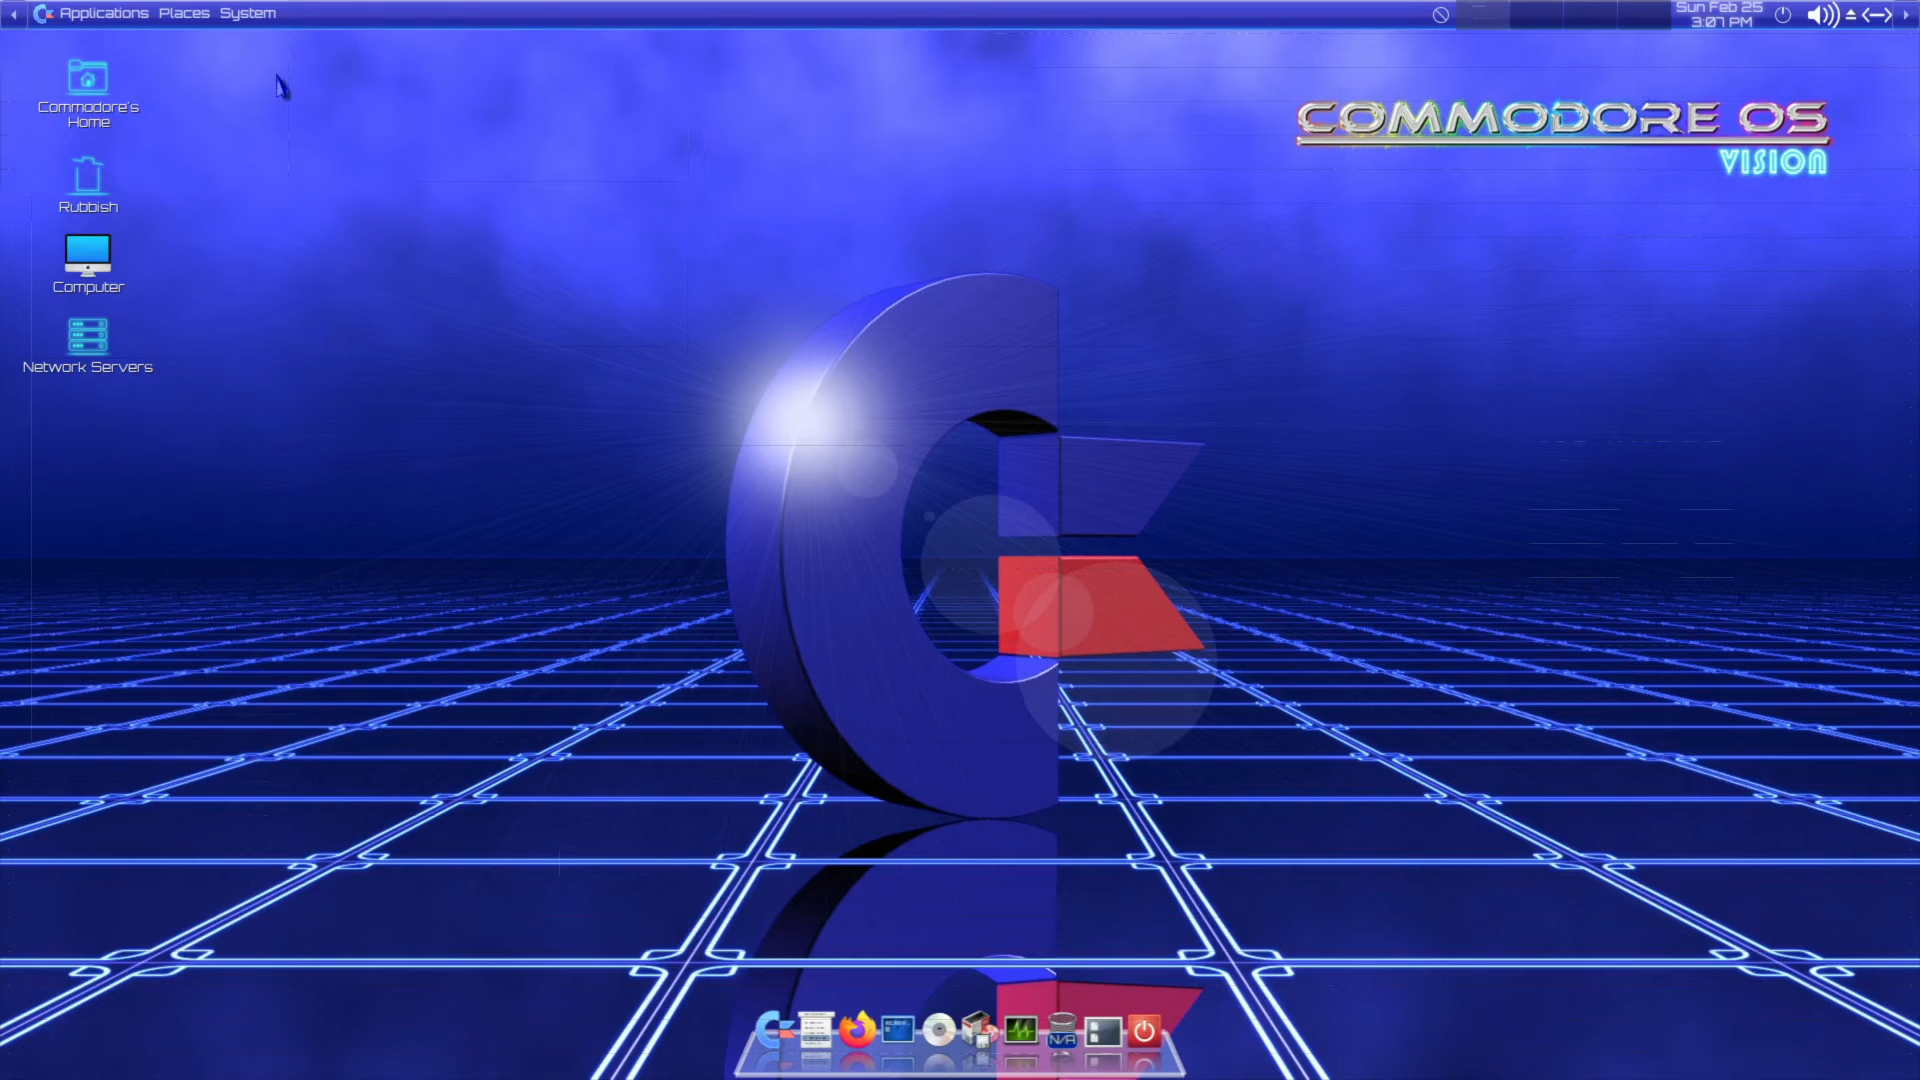 Applications Places System
Sun Feb 25
3:07 PM
Commodore's
Home
Rubbish
Computer
Network Servers
COMMODORE OS
VISION
N/A